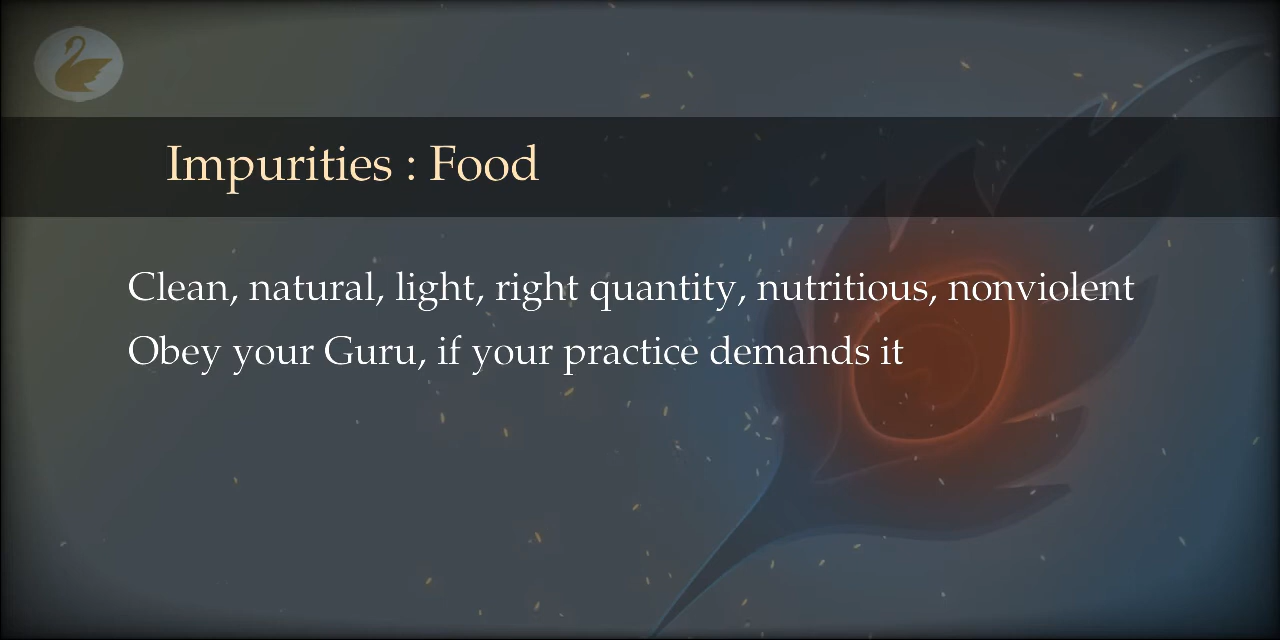 Impurities : Food
Clean, natural, light, right quantity, nutritious, nonviolent
Obey your Guru, if your practice demands it